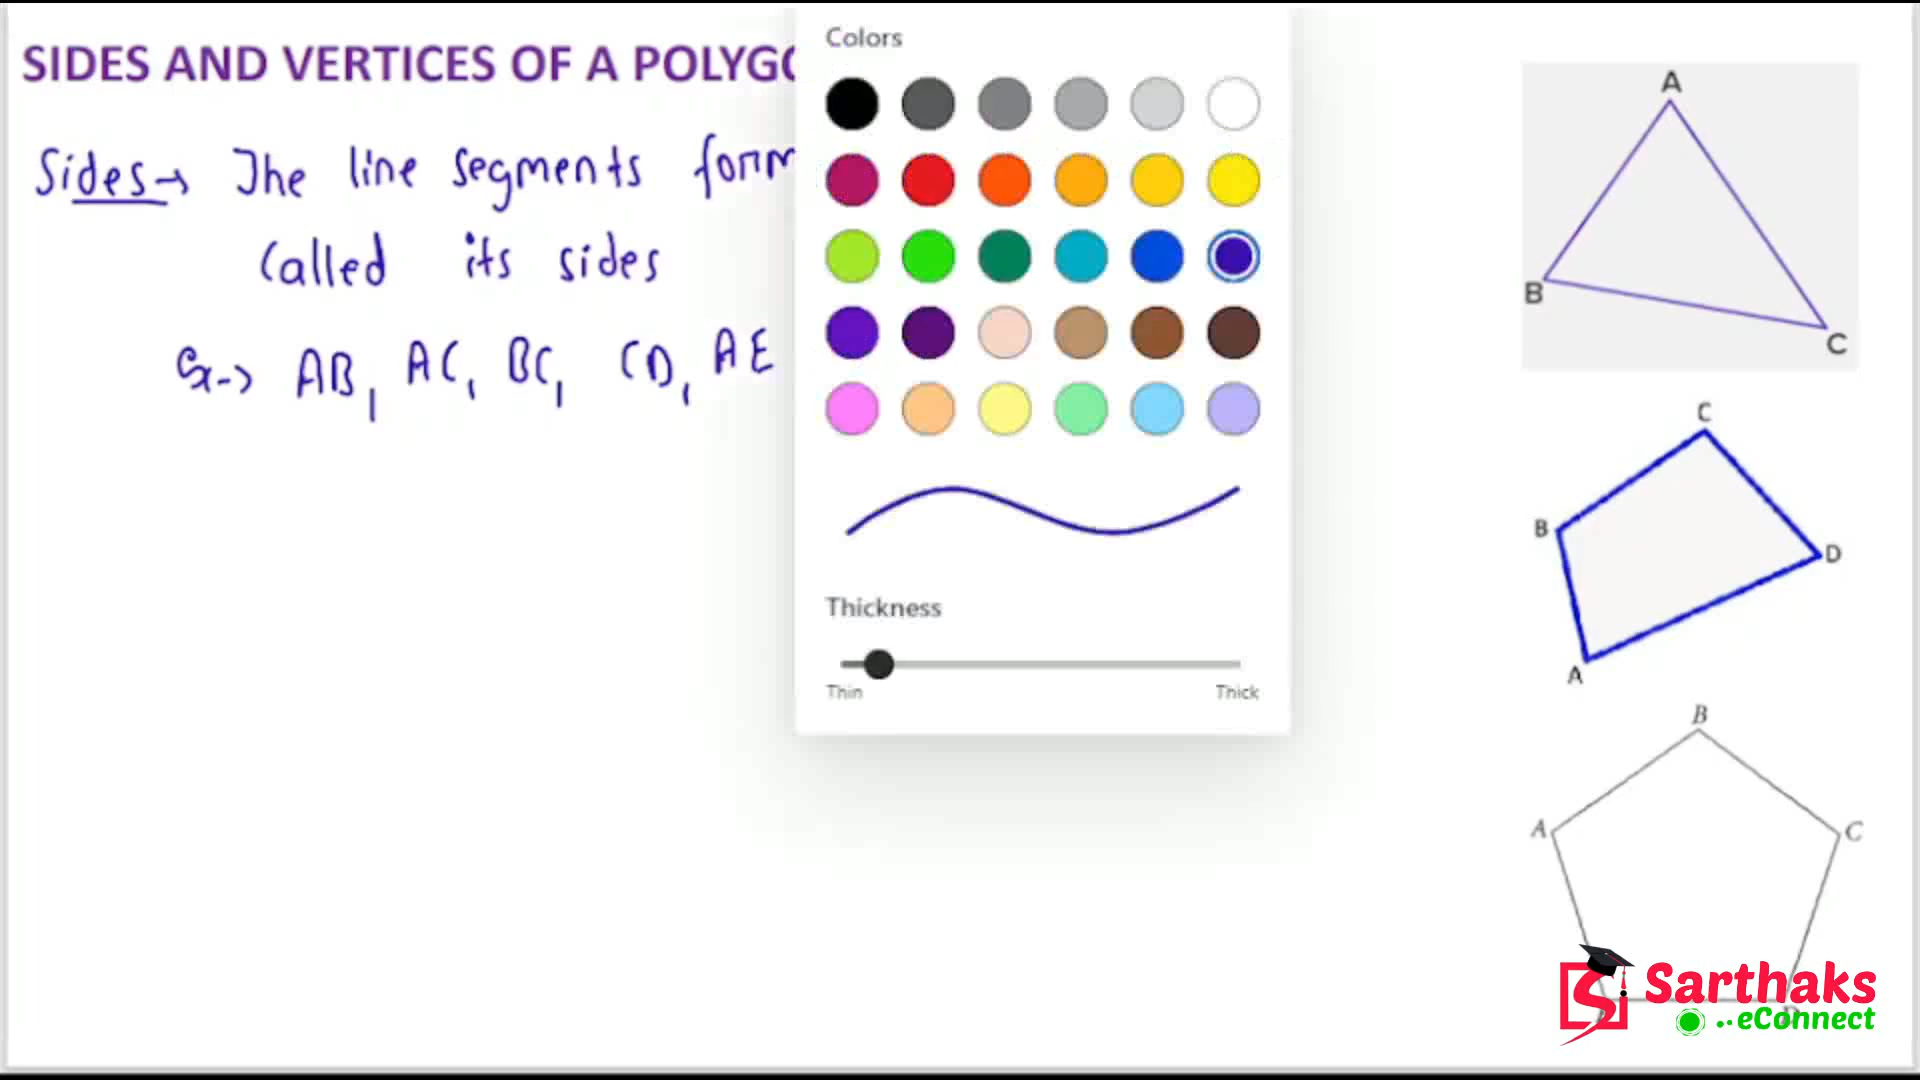 SIDES AND VERTICES OF A POLYGO
Sides → The line segments form
called its sides
Ex → AB, AC, BC, CD, AE
Colors
Thickness
Thin Thick
A
B
C
C
B
D
A
B
A
C
D
Sarthaks
eConnect